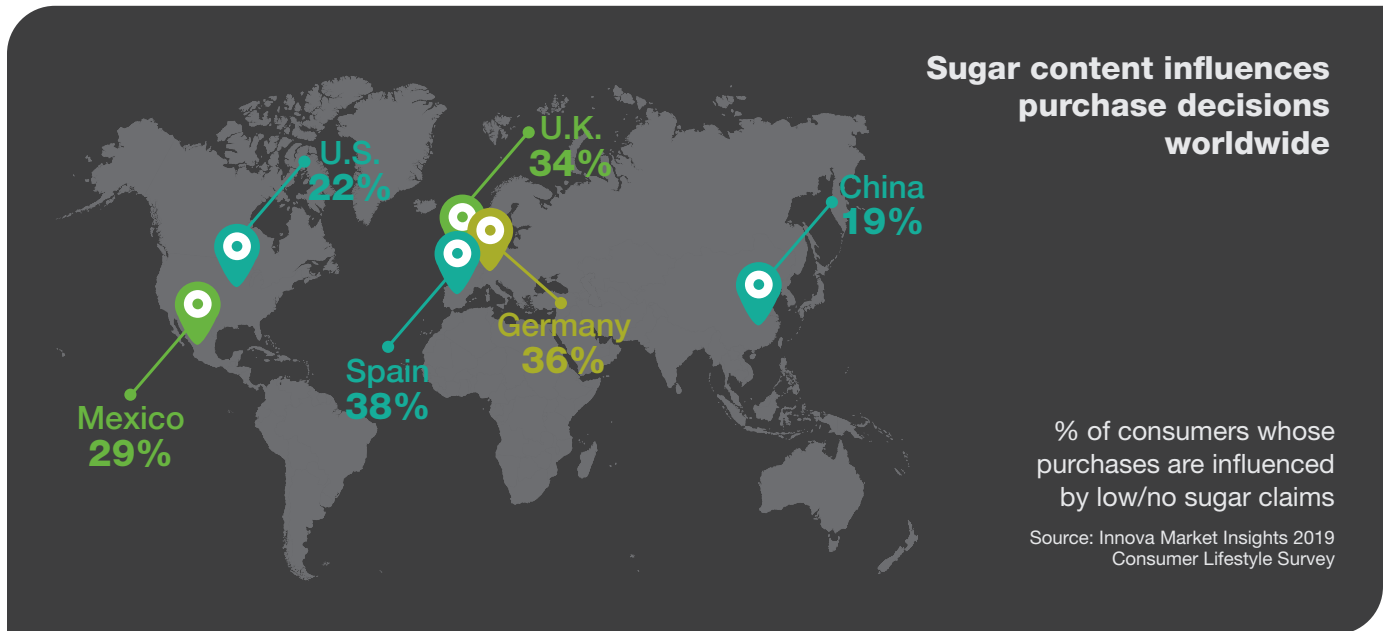 Sugar content influences
purchase decisions
worldwide
U.S.
22%
U.K.
34%
China
19%
Germany
36%
Spain
38%
Mexico
29%
% of consumers whose
purchases are influenced
by low/no sugar claims
Source: Innova Market Insights 2019
Consumer Lifestyle Survey